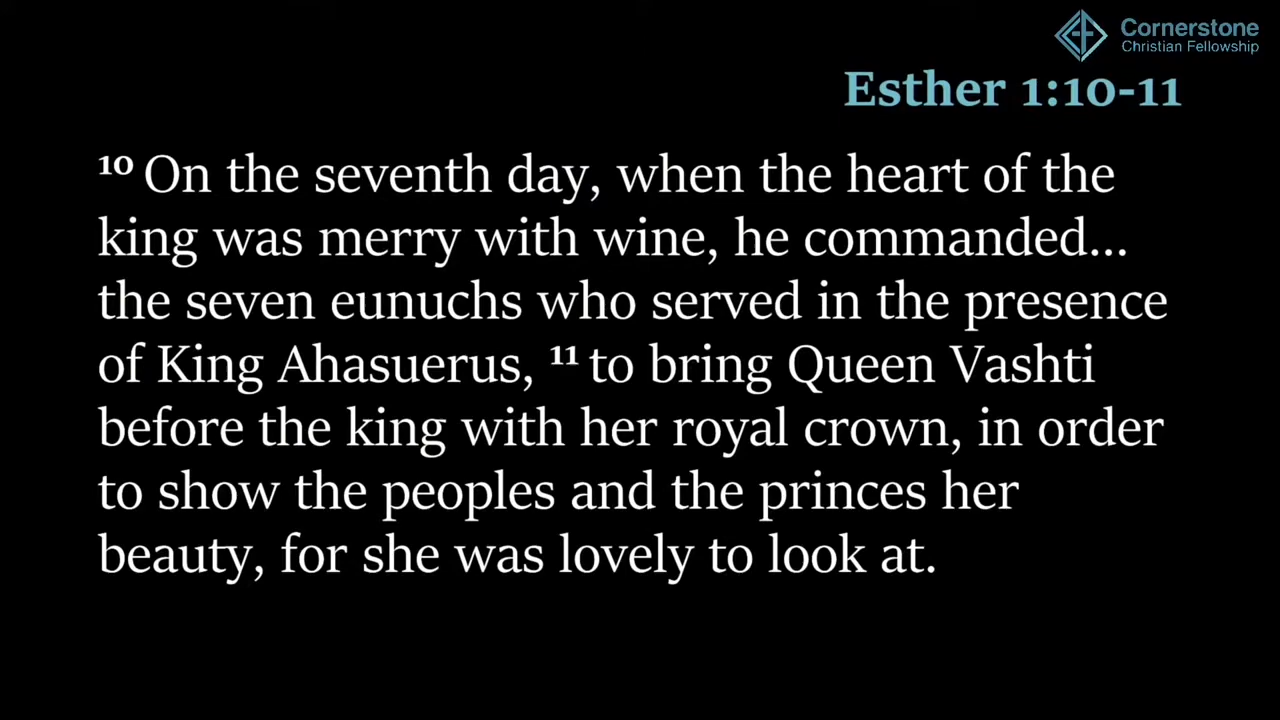 Cornerstone
Christian Fellowship
Esther 1:10-11
10 On the seventh day, when the heart of the
king was merry with wine, he commanded...
the seven eunuchs who served in the presence
of King Ahasuerus, 11 to bring Queen Vashti
before the king with her royal crown, in order
to show the peoples and the princes her
beauty, for she was lovely to look at.